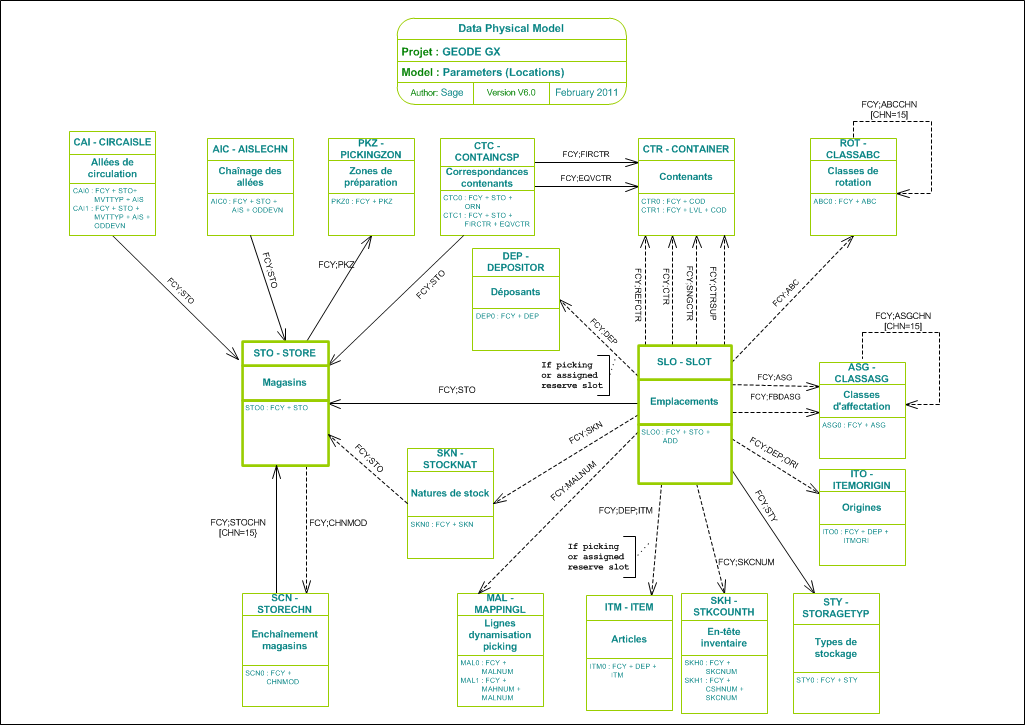 Data Physical Model
Projet : GEODE GX
Model : Parameters (Locations)
Author: Sage
Version V6.0
February 2011
FCY;ABCCHN
[CHN=15]
CAI - CIRCAISLE
Allées de
circulation
CAI0 : FCY + STO+
MVTTYP + AIS
CAI1 : FCY + STO+
MVTTYP + AIS +
ODDEVN
AIC - AISLECHN
Chaînage des
allées
AIC0 : FCY + STO +
AIS + ODDEVN
PKZ -
PICKINGZON
Zones de
préparation
PKZ0 : FCY + PKZ
CTC -
CONTAINCSP
Correspondances
contenants
CTC0 : FCY + STO +
ORN
CTC1 : FCY + STO +
FIRCTR + EQVCTR
FCY;FIRCTR
FCY;EQVCTR
CTR - CONTAINER
Contenants
CTR0 : FCY + COD
CTR1 : FCY + LVL + COD
ROT -
CLASSABC
Classes de
rotation
ABC0 : FCY + ABC
FCY;STO
FCY;STO
FCY;PKZ
FCY;STO
DEP -
DEPOSITOR
Déposants
DEP0 : FCY + DEP
FCY;DEP
FCY;REFCTR
FCY;CTR
FCY;SNGCTR
FCY;CTRSUP
FCY;ABC
FCY;ASGCHN
[CHN=15]
STO - STORE
Magasins
STO0 : FCY + STO
If picking
or assigned
reserve slot
SLO - SLOT
Emplacements
SLO0 : FCY + STO +
ADD
FCY;STO
FCY;ASG
FCY;FBDASG
ASG -
CLASSASG
Classes
d'affectation
ASG0 : FCY + ASG
FCY;STO
SKN -
STOCKNAT
Natures de stock
SKN0 : FCY + SKN
FCY;SKN
FCY;MALNUM
FCY;DEP;ORI
FCY;STY
ITO -
ITEMORIGIN
Origines
ITO0 : FCY + DEP +
ITMORI
FCY;STOCHN
[CHN=15}
FCY;CHNMOD
FCY;DEP;ITM
If picking
or assigned
reserve slot
FCY;SKCNUM
SCN -
STORECHN
Enchaînement
magasins
SCN0 : FCY +
CHNMOD
MAL -
MAPPINGL
Lignes
dynamisation
picking
MAL0 : FCY +
MALNUM
MAL1 : FCY +
MAHNUM +
MALNUM
ITM - ITEM
Articles
ITM0 : FCY + DEP +
ITM
SKH -
STKCOUNTH
En-tête
inventaire
SKH0 : FCY +
SKCNUM
SKH1 : FCY +
CSHNUM +
SKCNUM
STY -
STORAGETYP
Types de
stockage
STY0 : FCY + STY